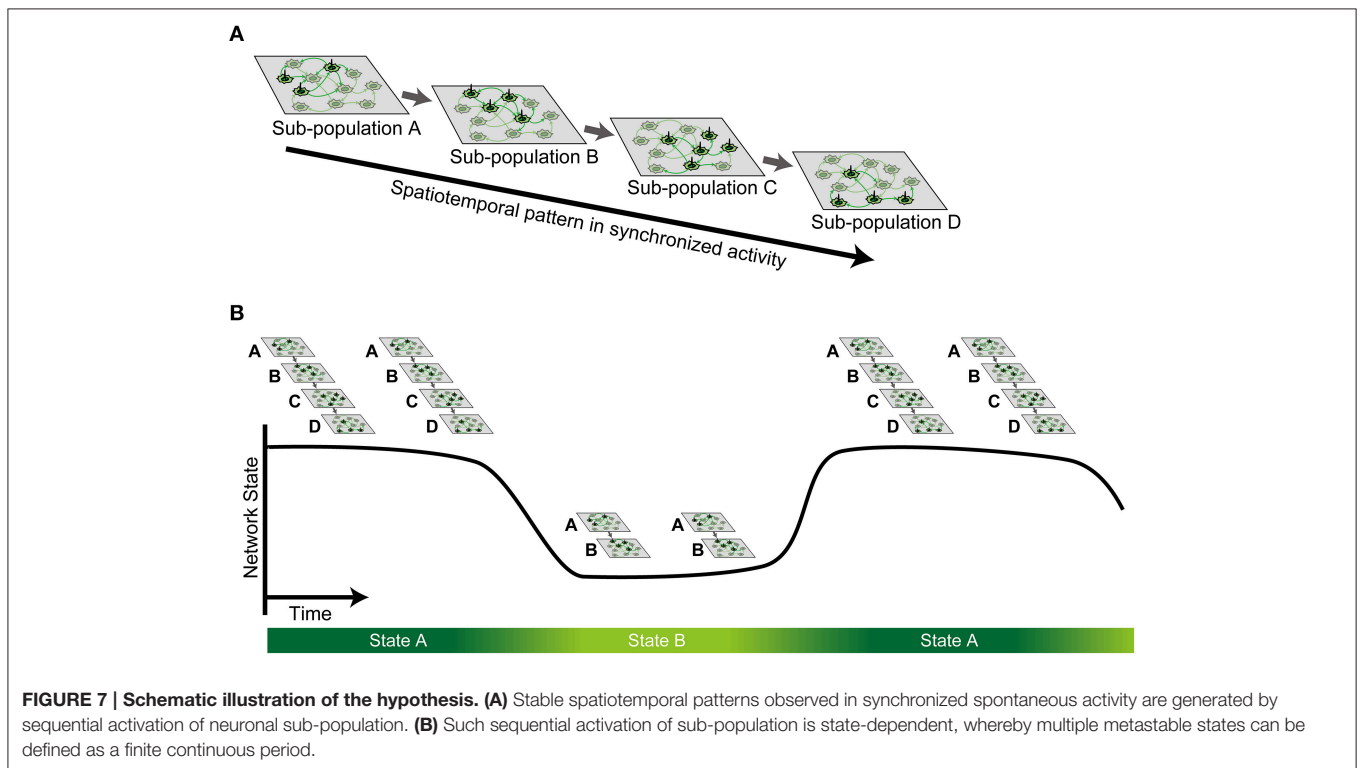 A
Sub-population A
Sub-population B
Sub-population C
Sub-population D
Spatiotemporal pattern in synchronized activity
B
A
B
C
D
A
B
C
D
A
B
A
B
A
B
C
D
A
B
C
D
Network State
Time
State A
State B
State A
FIGURE 7 | Schematic illustration of the hypothesis. (A) Stable spatiotemporal patterns observed in synchronized spontaneous activity are generated by
sequential activation of neuronal sub-population. (B) Such sequential activation of sub-population is state-dependent, whereby multiple metastable states can be
defined as a finite continuous period.